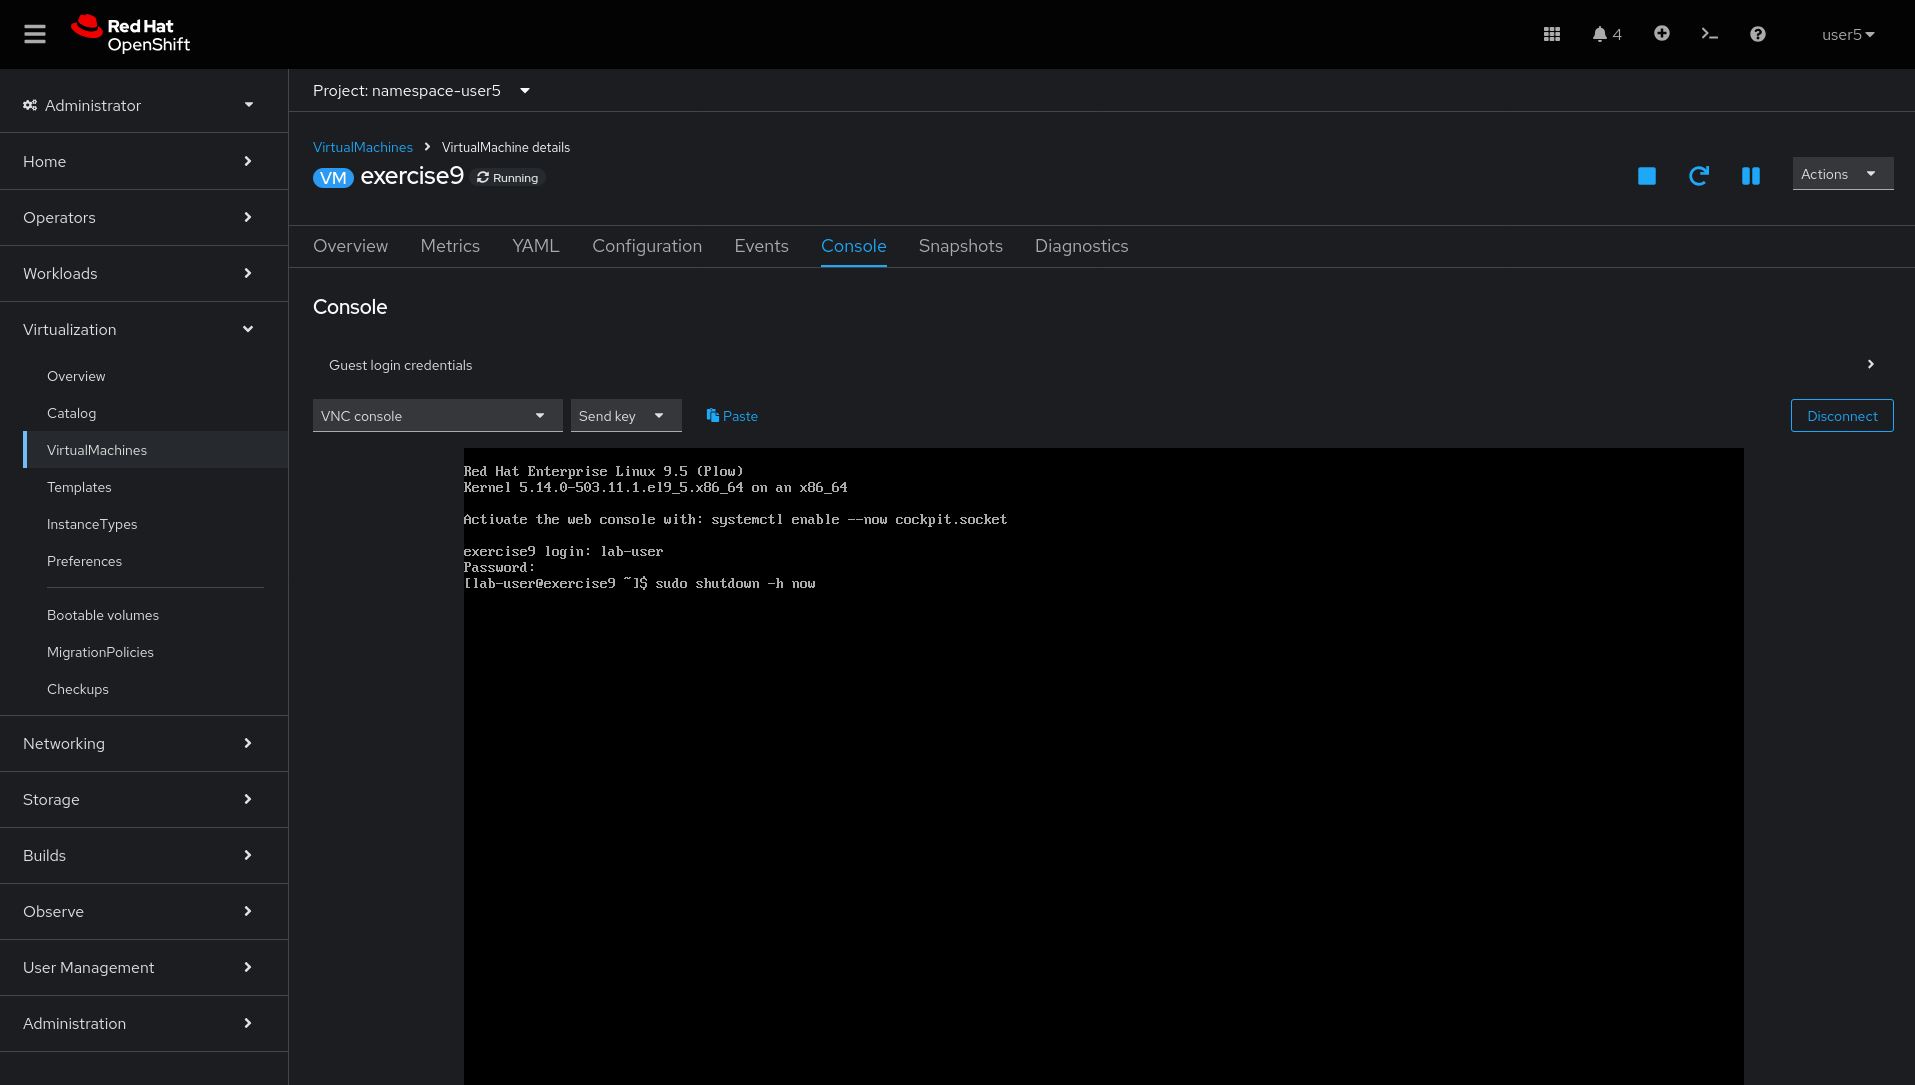 Red Hat
OpenShift
4
user5
Administrator
Home
Operators
Workloads
Virtualization
Overview
Catalog
VirtualMachines
Templates
InstanceTypes
Preferences
Bootable volumes
MigrationPolicies
Checkups
Networking
Storage
Builds
Observe
User Management
Administration
Project: namespace-user5
VirtualMachines > VirtualMachine details
VM exercise9 Running
Actions
Overview Metrics YAML Configuration Events Console Snapshots Diagnostics
Console
Guest login credentials
VNC console Send key Paste Disconnect
Red Hat Enterprise Linux 9.5 (Plow)
Kernel 5.14.0-503.11.1.el9_5.x86_64 on an x86_64
Activate the web console with: systemctl enable --now cockpit.socket
exercise9 login: lab-user
Password:
[lab-user@exercise9 ~]$ sudo shutdown -h now